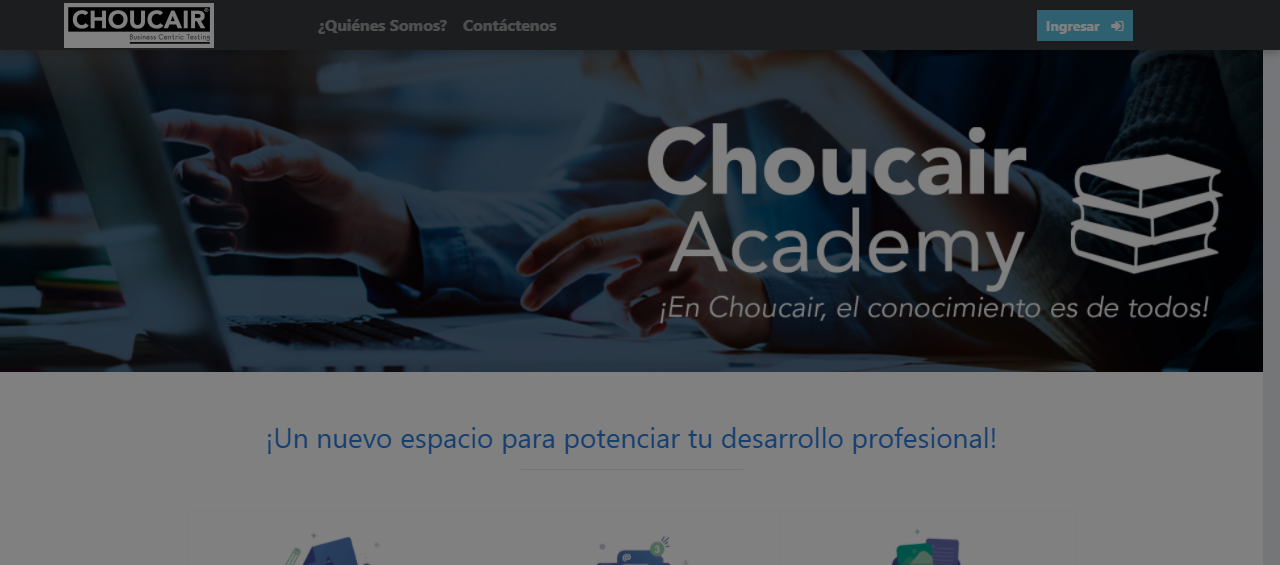 CHOUCAIR
Business Centric Testing
¿Quiénes Somos? Contáctenos
Ingresar
Choucair
Academy
¡En Choucair, el conocimiento es de todos!
¡Un nuevo espacio para potenciar tu desarrollo profesional!
@
3